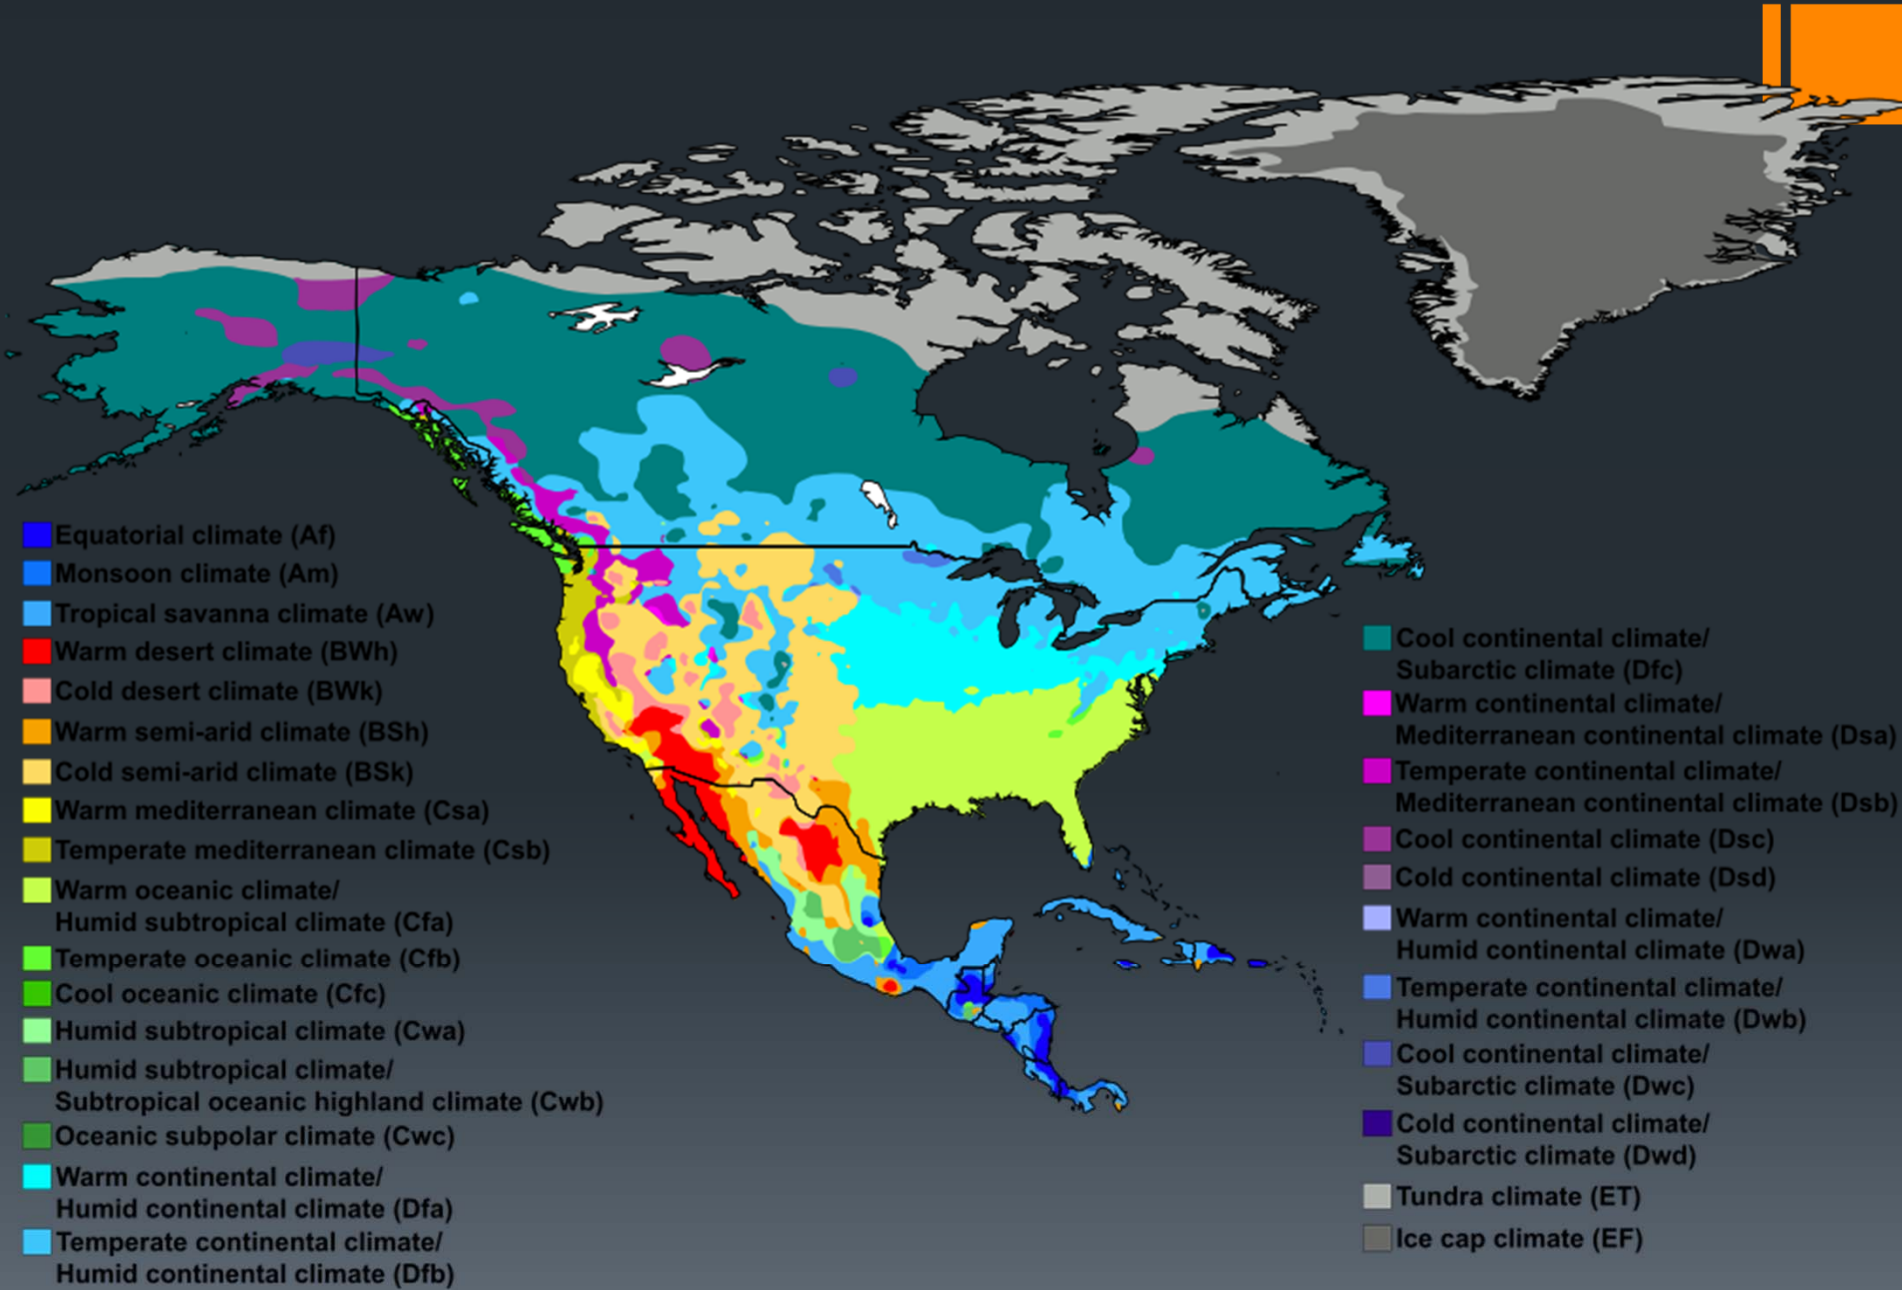 Equatorial climate (Af)
Monsoon climate (Am)
Tropical savanna climate (Aw)
Warm desert climate (BWh)
Cold desert climate (BWk)
Warm semi-arid climate (BSh)
Cold semi-arid climate (BSk)
Warm mediterranean climate (Csa)
Temperate mediterranean climate (Csb)
Warm oceanic climate/
Humid subtropical climate (Cfa)
Temperate oceanic climate (Cfb)
Cool oceanic climate (Cfc)
Humid subtropical climate (Cwa)
Humid subtropical climate/
Subtropical oceanic highland climate (Cwb)
Oceanic subpolar climate (Cwc)
Warm continental climate/
Humid continental climate (Dfa)
Temperate continental climate/
Humid continental climate (Dfb)
Cool continental climate/
Subarctic climate (Dfc)
Warm continental climate/
Mediterranean continental climate (Dsa)
Temperate continental climate/
Mediterranean continental climate (Dsb)
Cool continental climate (Dsc)
Cold continental climate (Dsd)
Warm continental climate/
Humid continental climate (Dwa)
Temperate continental climate/
Humid continental climate (Dwb)
Cool continental climate/
Subarctic climate (Dwc)
Cold continental climate/
Subarctic climate (Dwd)
Tundra climate (ET)
Ice cap climate (EF)